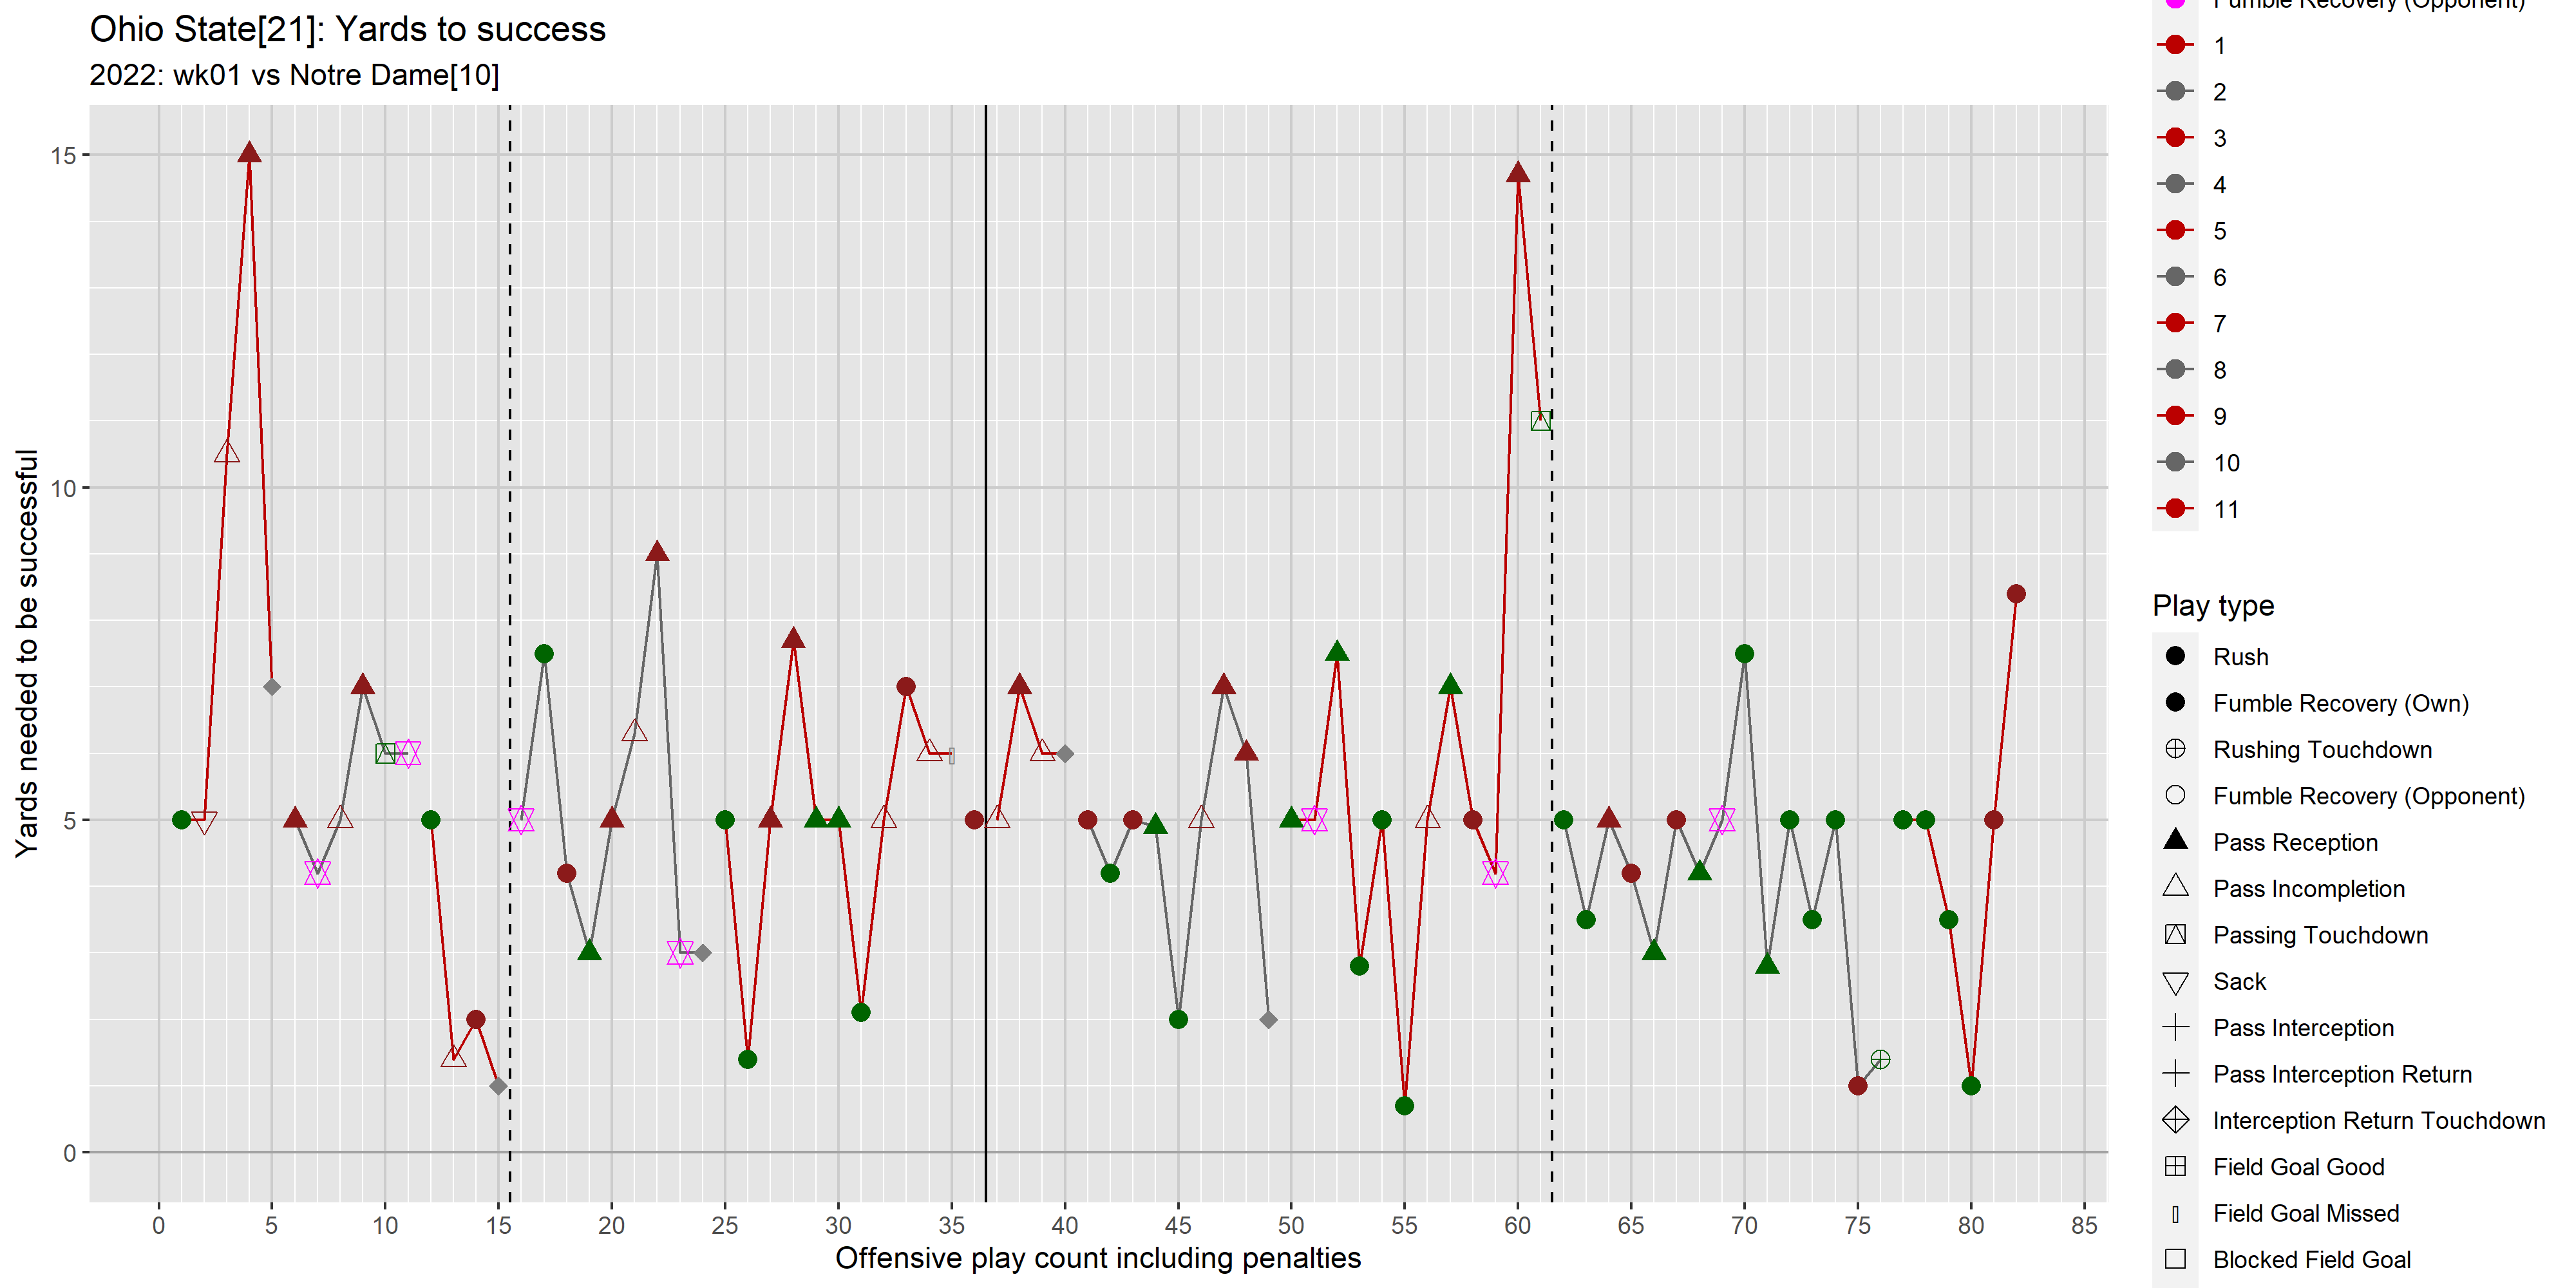 Ohio State[21]: Yards to success
2022: wk01 vs Notre Dame[10]
Yards needed to be successful
15
10
5
0
0 5 10 15 20 25 30 35 40 45 50 55 60 65 70 75 80 85
Offensive play count including penalties
Fumble Recovery (Opponent)
1
2
3
4
5
6
7
8
9
10
11
Play type
Rush
Fumble Recovery (Own)
Rushing Touchdown
Fumble Recovery (Opponent)
Pass Reception
Pass Incompletion
Passing Touchdown
Sack
Pass Interception
Pass Interception Return
Interception Return Touchdown
Field Goal Good
Field Goal Missed
Blocked Field Goal